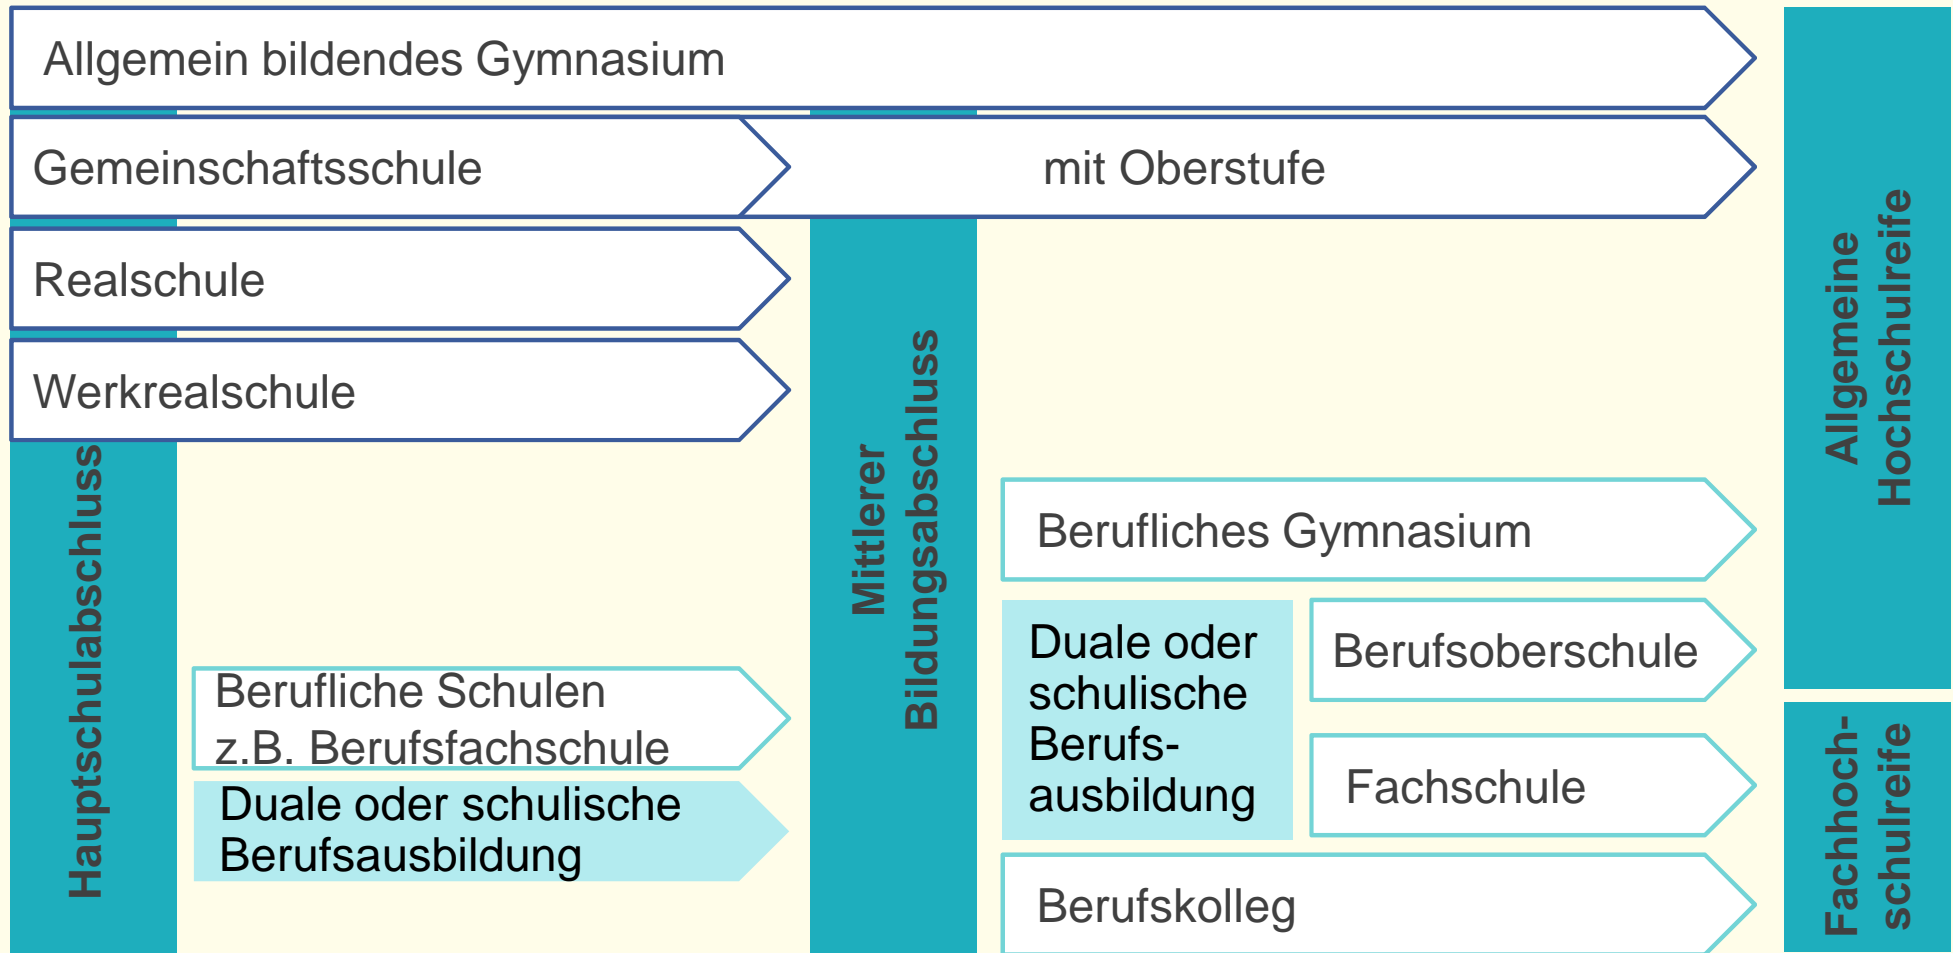 Allgemein bildendes Gymnasium
Gemeinschaftsschule
mit Oberstufe
Realschule
Werkrealschule
Hauptschulabschluss
Berufliche Schulen
z.B. Berufsfachschule
Duale oder schulische
Berufsausbildung
Mittlerer
Bildungsabschluss
Berufliches Gymnasium
Duale oder
schulische
Berufs-
ausbildung
Berufsoberschule
Fachschule
Berufskolleg
Allgemeine
Hochschulreife
Fachhoch-
schulreife